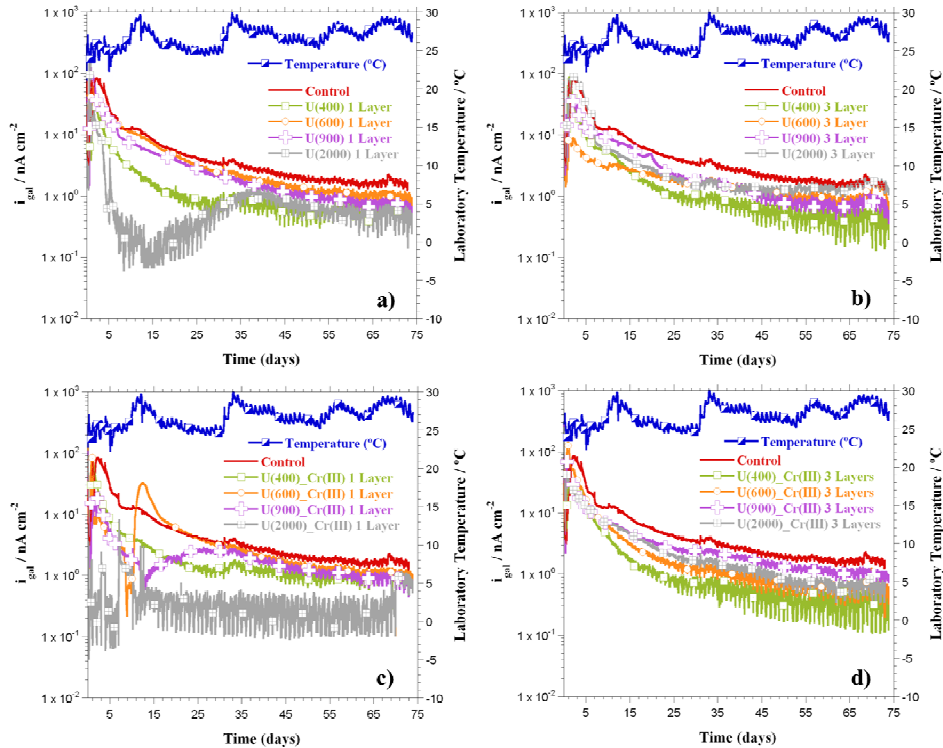 1 x 10³
1 x 10²
1 x 10¹
1 x 10⁰
1 x 10⁻¹
1 x 10⁻²
i gal / nA cm⁻²
Temperature (ºC)
Control
U(400) 1 Layer
U(600) 1 Layer
U(900) 1 Layer
U(2000) 1 Layer
a)
30
25
20
15
10
5
0
-5
-10
Laboratory Temperature / ºC
5 15 25 35 45 55 65 75
Time (days)
1 x 10³
1 x 10²
1 x 10¹
1 x 10⁰
1 x 10⁻¹
1 x 10⁻²
i gal / nA cm⁻²
Temperature (ºC)
Control
U(400) 3 Layer
U(600) 3 Layer
U(900) 3 Layer
U(2000) 3 Layer
b)
30
25
20
15
10
5
0
-5
-10
Laboratory Temperature / ºC
5 15 25 35 45 55 65 75
Time (days)
1 x 10³
1 x 10²
1 x 10¹
1 x 10⁰
1 x 10⁻¹
1 x 10⁻²
i gal / nA cm⁻²
Temperature (ºC)
Control
U(400)_Cr(III) 1 Layer
U(600)_Cr(III) 1 Layer
U(900)_Cr(III) 1 Layer
U(2000)_Cr(III) 1 Layer
c)
30
25
20
15
10
5
0
-5
-10
Laboratory Temperature / ºC
5 15 25 35 45 55 65 75
Time (days)
1 x 10³
1 x 10²
1 x 10¹
1 x 10⁰
1 x 10⁻¹
1 x 10⁻²
i gal / nA cm⁻²
Temperature (ºC)
Control
U(400)_Cr(III) 3 Layers
U(600)_Cr(III) 3 Layers
U(900)_Cr(III) 3 Layers
U(2000)_Cr(III) 3 Layers
d)
30
25
20
15
10
5
0
-5
-10
Laboratory Temperature / ºC
5 15 25 35 45 55 65 75
Time (days)